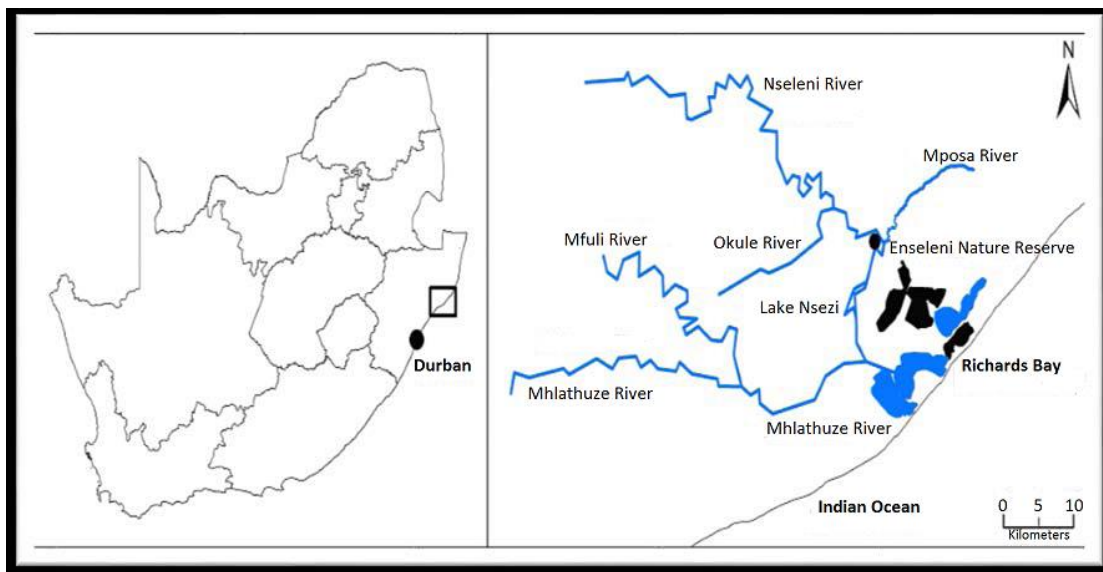 Durban
N
Nseleni River
Mposa River
Mfuli River
Okule River
Enseleni Nature Reserve
Lake Nsezi
Richards Bay
Mhlathuze River
Mhlathuze River
Indian Ocean
0 5 10
Kilometers